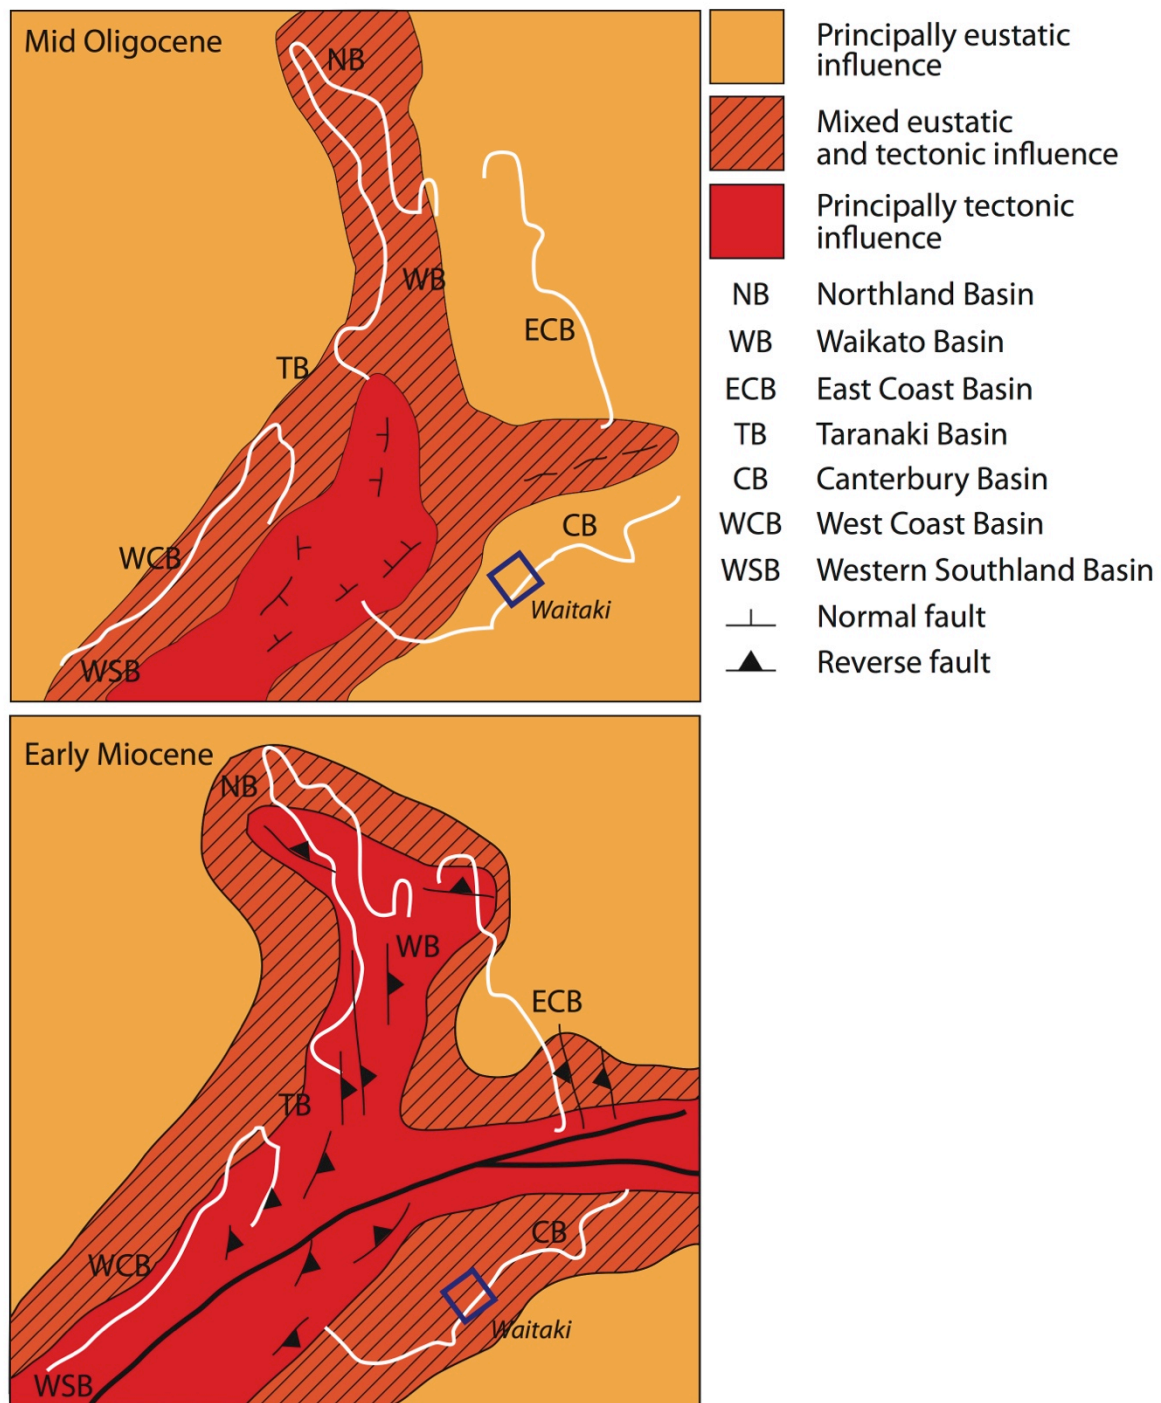 Mid Oligocene
NB
WB
ECB
TB
CB
WCB
Waitaki
WSB
Principally eustatic
influence
Mixed eustatic
and tectonic influence
Principally tectonic
influence
NB Northland Basin
WB Waikato Basin
ECB East Coast Basin
TB Taranaki Basin
CB Canterbury Basin
WCB West Coast Basin
WSB Western Southland Basin
Normal fault
Reverse fault
Early Miocene
NB
WB
ECB
TB
CB
WCB
Waitaki
WSB